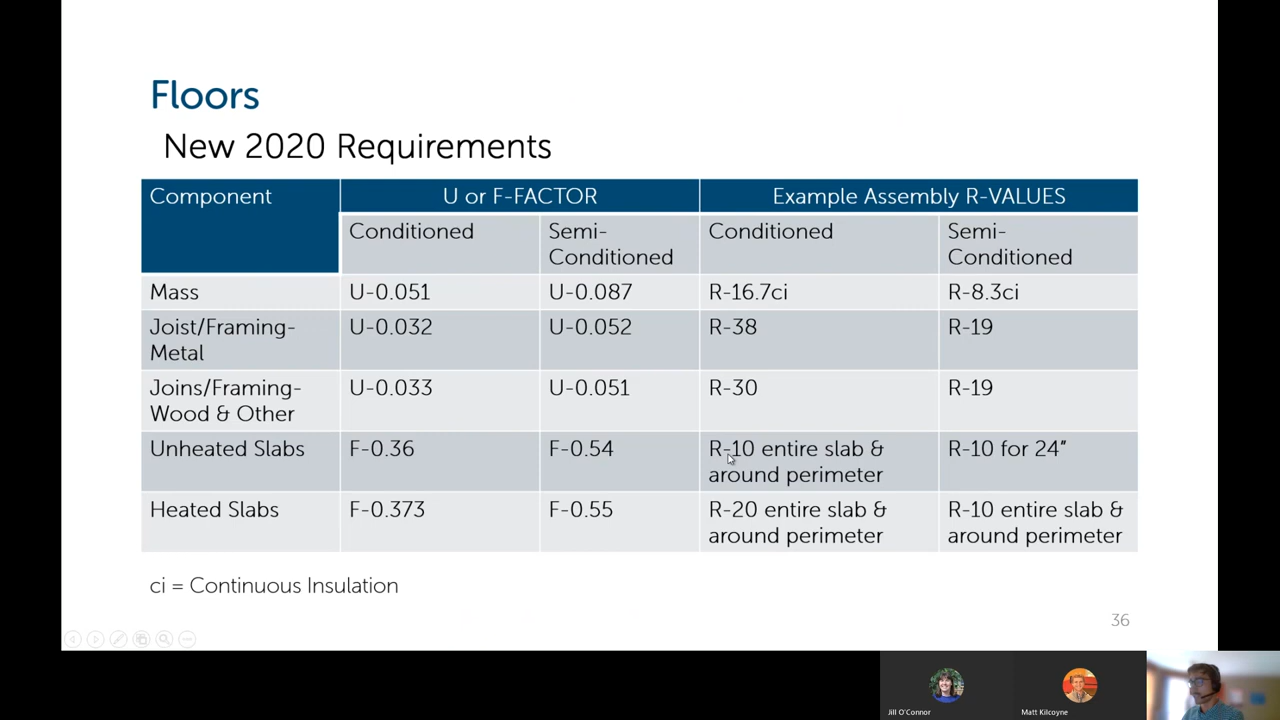 Floors
New 2020 Requirements
Component
U or F-FACTOR
Example Assembly R-VALUES
Conditioned
Semi-
Conditioned
Conditioned
Semi-
Conditioned
Mass
U-0.051
U-0.087
R-16.7ci
R-8.3ci
Joist/Framing-
Metal
U-0.032
U-0.052
R-38
R-19
Joins/Framing-
Wood & Other
U-0.033
U-0.051
R-30
R-19
Unheated Slabs
F-0.36
F-0.54
R-10 entire slab &
around perimeter
R-10 for 24”
Heated Slabs
F-0.373
F-0.55
R-20 entire slab &
around perimeter
R-10 entire slab &
around perimeter
ci = Continuous Insulation
36
Jill O'Connor
Matt Kilcoyne